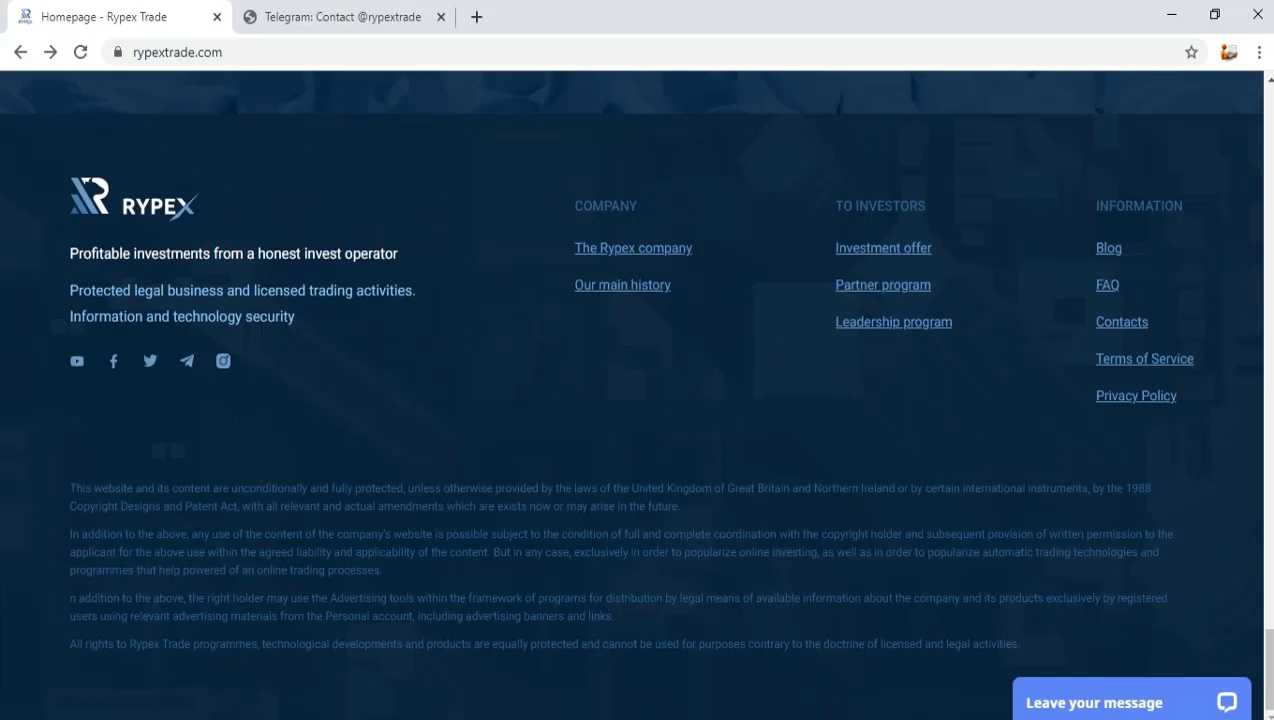 Homepage - Rypex Trade
Telegram: Contact @rypextrade
rypextrade.com
RYPEX
Profitable investments from a honest invest operator
Protected legal business and licensed trading activities.
Information and technology security
COMPANY
The Rypex company
Our main history
TO INVESTORS
Investment offer
Partner program
Leadership program
INFORMATION
Blog
FAQ
Contacts
Terms of Service
Privacy Policy
This website and its content are unconditionally and fully protected, unless otherwise provided by the laws of the United Kingdom of Great Britain and Northern Ireland or by certain international instruments, by the 1988
Copyright Designs and Patent Act, with all relevant and actual amendments which are exists now or may arise in the future.
In addition to the above, any use of the content of the company's website is possible subject to the condition of full and complete coordination with the copyright holder and subsequent provision of written permission to the
applicant for the above use within the agreed liability and applicability of the content. But in any case, exclusively in order to popularize online investing, as well as in order to popularize automatic trading technologies and
programmes that help powered of an online trading processes.
n addition to the above, the right holder may use the Advertising tools within the framework of programs for distribution by legal means of available information about the company and its products exclusively by registered
users using relevant advertising materials from the Personal account, including advertising banners and links.
All rights to Rypex Trade programmes, technological developments and products are equally protected and cannot be used for purposes contrary to the doctrine of licensed and legal activities.
Leave your message